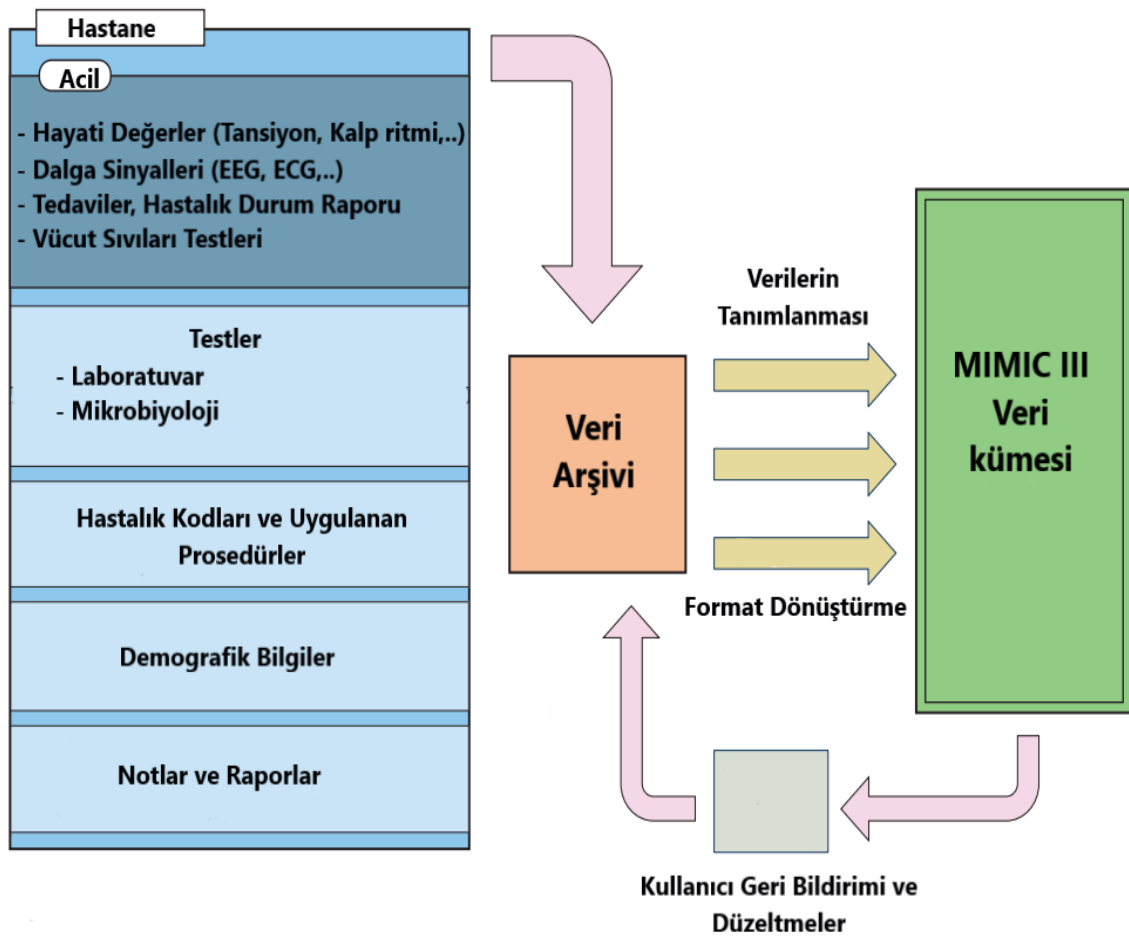 Hastane
Acil
- Hayati Değerler (Tansiyon, Kalp ritmi,..)
- Dalga Sinyalleri (EEG, ECG,..)
- Tedaviler, Hastalık Durum Raporu
- Vücut Sıvıları Testleri
Testler
- Laboratuvar
- Mikrobiyoloji
Hastalık Kodları ve Uygulanan
Prosedürler
Demografik Bilgiler
Notlar ve Raporlar
Veri
Arşivi
Verilerin
Tanımlanması
Format Dönüştürme
MIMIC III
Veri
kümesi
Kullanıcı Geri Bildirimi ve
Düzeltmeler